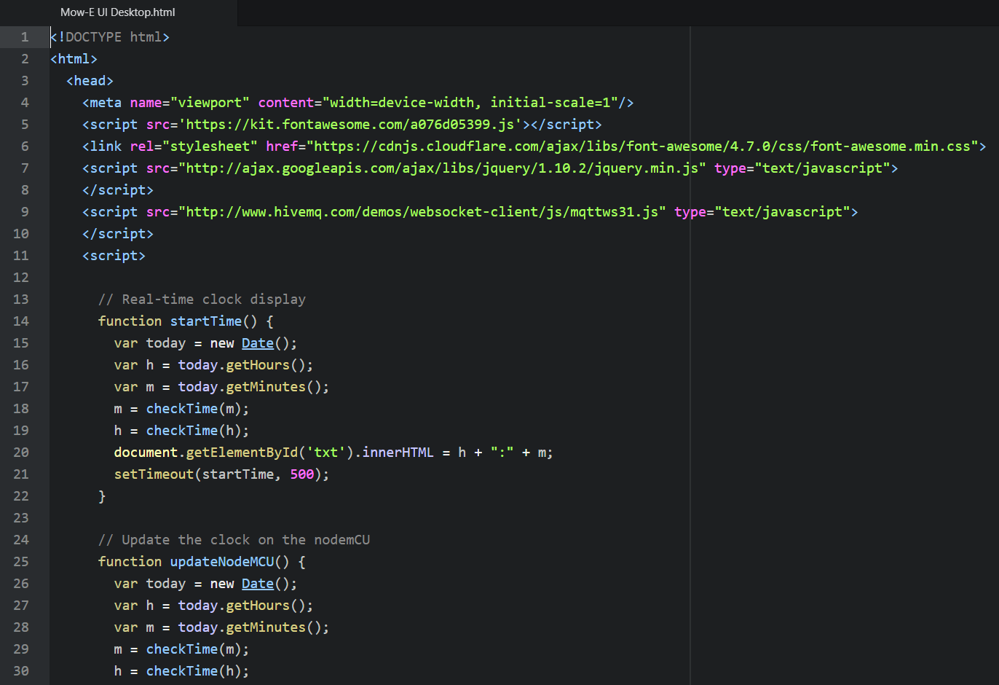 Mow-E UI Desktop.html
1 <!DOCTYPE html>
2 <html>
3   <head>
4     <meta name="viewport" content="width=device-width, initial-scale=1"/>
5     <script src='https://kit.fontawesome.com/a076d05399.js'></script>
6     <link rel="stylesheet" href="https://cdnjs.cloudflare.com/ajax/libs/font-awesome/4.7.0/css/font-awesome.min.css">
7     <script src="http://ajax.googleapis.com/ajax/libs/jquery/1.10.2/jquery.min.js" type="text/javascript">
8     </script>
9     <script src="http://www.hivemq.com/demos/websocket-client/js/mqttws31.js" type="text/javascript">
10     </script>
11     <script>
12
13       // Real-time clock display
14       function startTime() {
15         var today = new Date();
16         var h = today.getHours();
17         var m = today.getMinutes();
18         m = checkTime(m);
19         h = checkTime(h);
20         document.getElementById('txt').innerHTML = h + ":" + m;
21         setTimeout(startTime, 500);
22       }
23
24       // Update the clock on the nodemCU
25       function updateNodeMCU() {
26         var today = new Date();
27         var h = today.getHours();
28         var m = today.getMinutes();
29         m = checkTime(m);
30         h = checkTime(h);